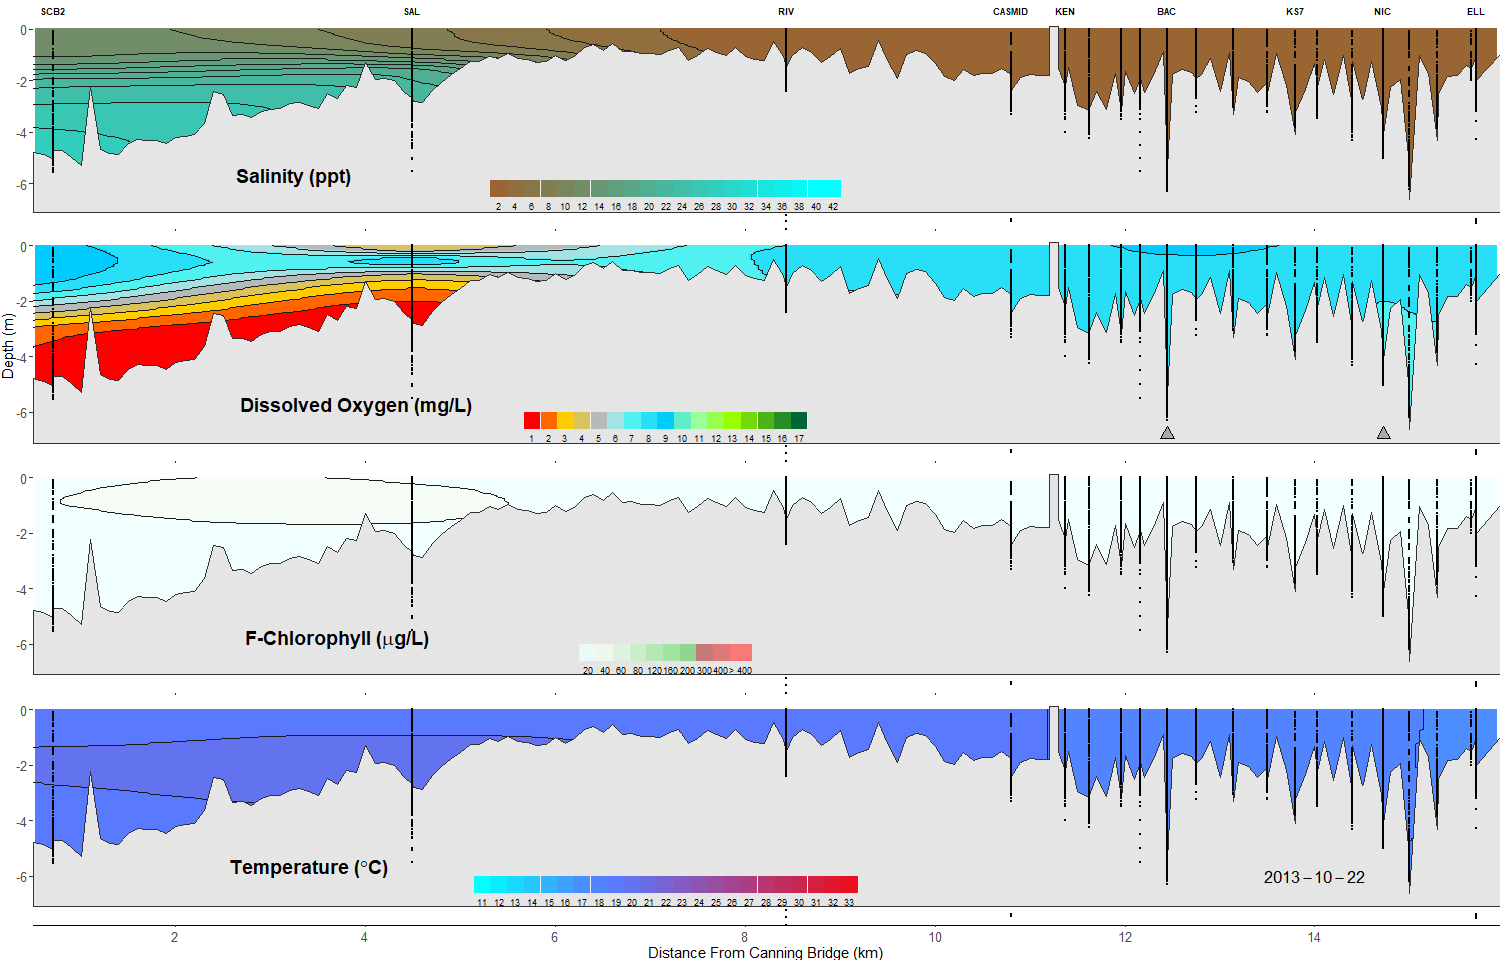 SCB2 SAL RIV CASMID KEN BAC KS7 NIC ELL
0
-2
-4
-6
Salinity (ppt)
2 4 6 8 10 12 14 16 18 20 22 24 26 28 30 32 34 36 38 40 42
0
-2
-4
-6
Depth (m)
Dissolved Oxygen (mg/L)
1 2 3 4 5 6 7 8 9 10 11 12 13 14 15 16 17
0
-2
-4
-6
F-Chlorophyll (µg/L)
20 40 60 80 120 160 200 300 400 > 400
0
-2
-4
-6
Temperature (°C)
11 12 13 14 15 16 17 18 19 20 21 22 23 24 25 26 27 28 29 30 31 32 33
2013-10-22
2 4 6 8 10 12 14
Distance From Canning Bridge (km)